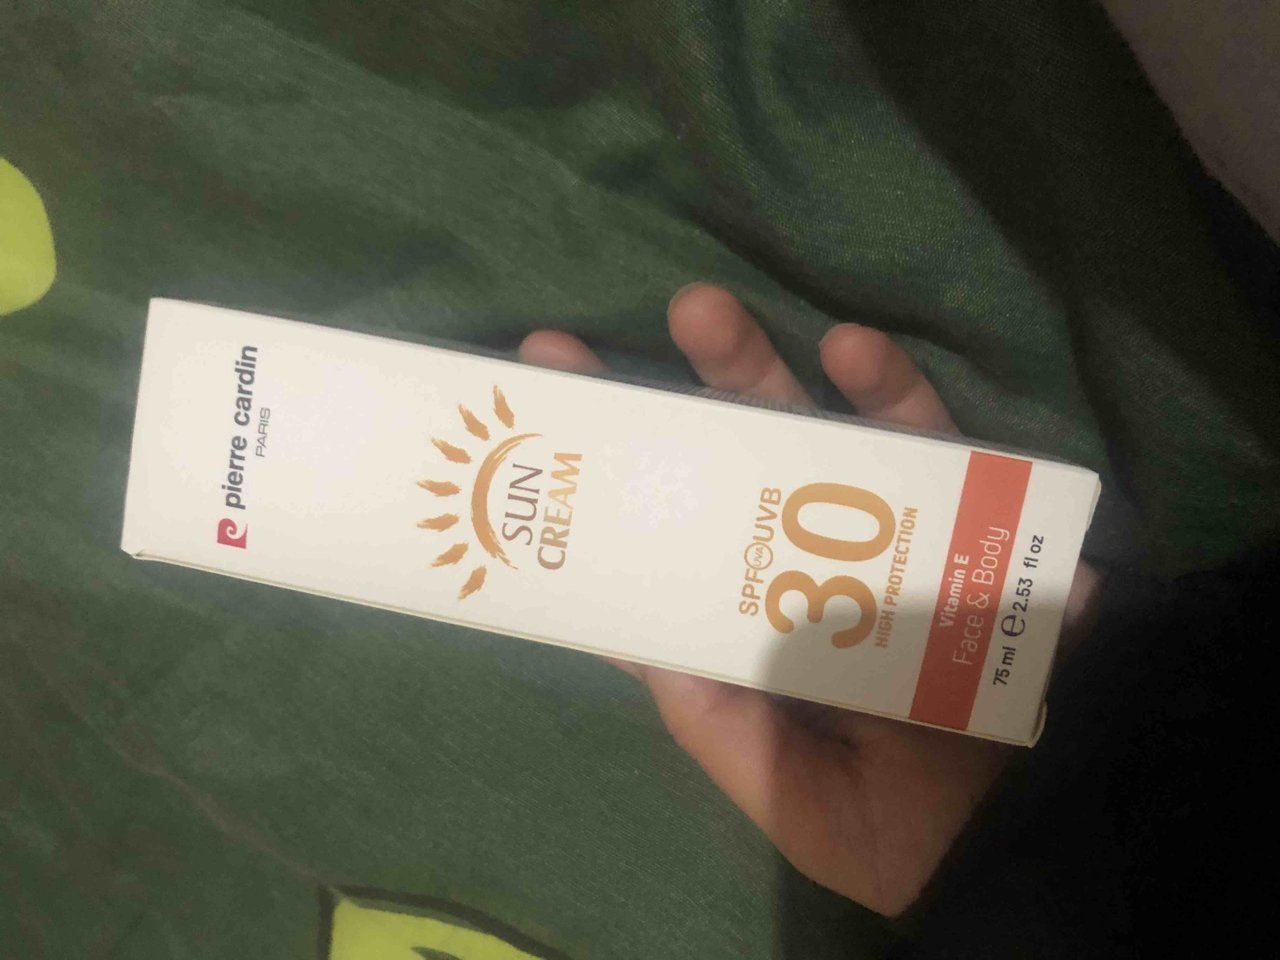 pierre cardin
PARIS
SUN
CREAM
SPF UVA UVB
30
HIGH PROTECTION
Vitamin E
Face & Body
75 ml ℮ 2.53 fl oz